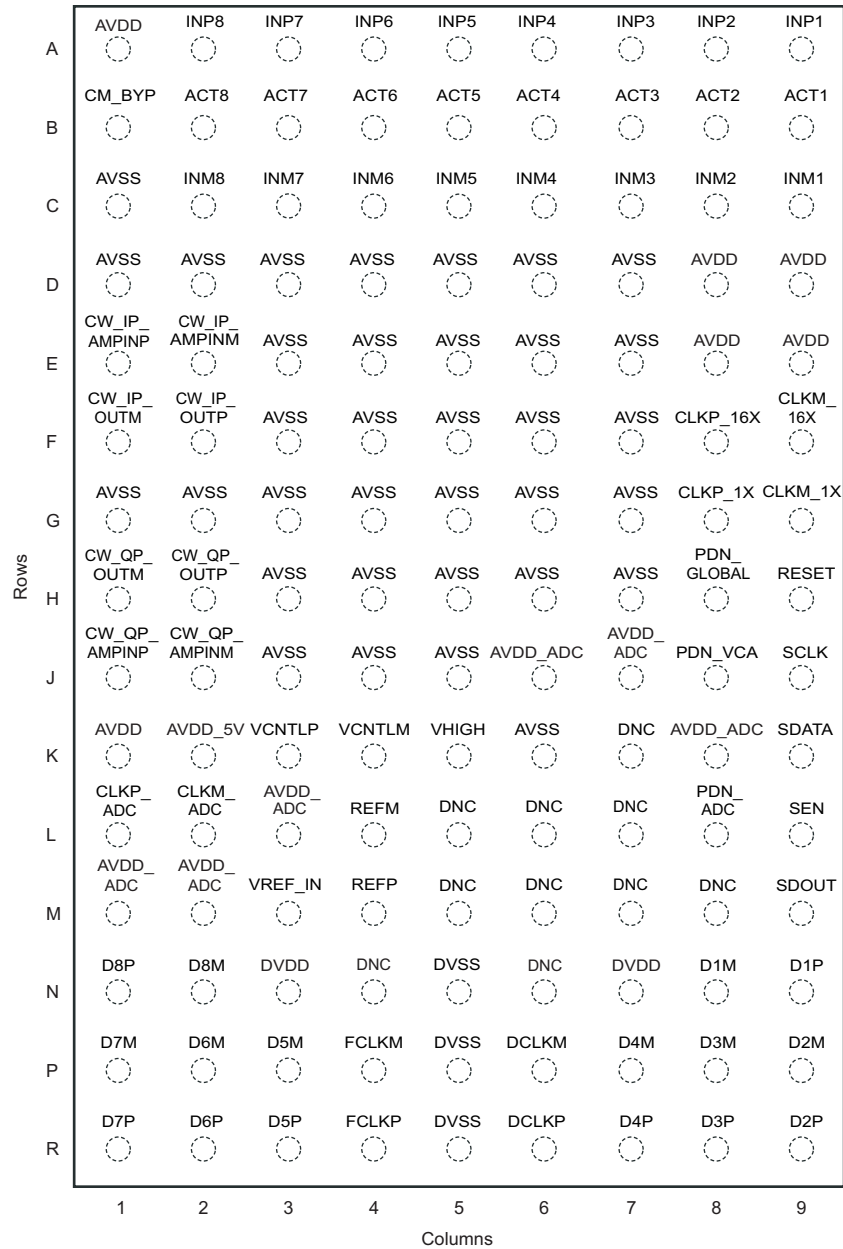 AVDD INP8 INP7 INP6 INP5 INP4 INP3 INP2 INP1
A
CM_BYP ACT8 ACT7 ACT6 ACT5 ACT4 ACT3 ACT2 ACT1
B
AVSS INM8 INM7 INM6 INM5 INM4 INM3 INM2 INM1
C
AVSS AVSS AVSS AVSS AVSS AVSS AVSS AVDD AVDD
D
CW_IP_ CW_IP_
AMPINP AMPINM AVSS AVSS AVSS AVSS AVSS AVDD AVDD
E
CW_IP_ CW_IP_ CLKM_
OUTM OUTP AVSS AVSS AVSS AVSS AVSS CLKP_16X 16X
F
AVSS AVSS AVSS AVSS AVSS AVSS AVSS CLKP_1X CLKM_1X
G
CW_QP_ CW_QP_ PDN_
OUTM OUTP AVSS AVSS AVSS AVSS AVSS GLOBAL RESET
H
Rows
CW_QP_ CW_QP_ AVDD_
AMPINP AMPINM AVSS AVSS AVSS AVDD_ADC ADC PDN_VCA SCLK
J
AVDD AVDD_5V VCNTLP VCNTLM VHIGH AVSS DNC AVDD_ADC SDATA
K
CLKP_ CLKM_ AVDD_ PDN_
ADC ADC ADC REFM DNC DNC DNC ADC SEN
L
AVDD_ AVDD_
ADC ADC VREF_IN REFP DNC DNC DNC DNC SDOUT
M
D8P D8M DVDD DNC DVSS DNC DVDD D1M D1P
N
D7M D6M D5M FCLKM DVSS DCLKM D4M D3M D2M
P
D7P D6P D5P FCLKP DVSS DCLKP D4P D3P D2P
R
1 2 3 4 5 6 7 8 9
Columns